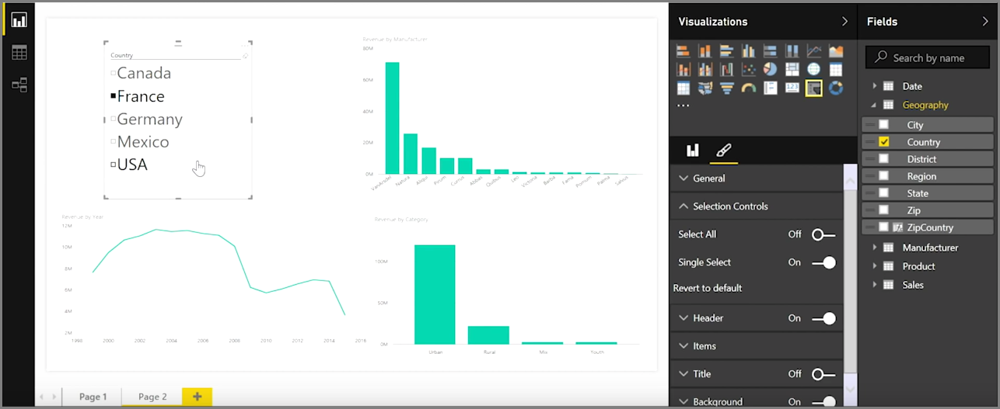 Country
Canada
France
Germany
Mexico
USA
Revenue by Manufacturer
80M
60M
40M
20M
0M
VanArsdel
Natura
Aliqui
Pirum
Currus
Abbas
Quibus
Leo
Victoria
Barba
Fama
Pomum
Palma
Salvus
Revenue by Year
12M
10M
8M
6M
4M
2M
1998 2000 2002 2004 2006 2008 2010 2012 2014 2016
Revenue by Category
100M
50M
0M
Urban Rural Mix Youth
Page 1 Page 2 +
Visualizations
General
Selection Controls
Select All Off
Single Select On
Revert to default
Header On
Items
Title Off
Background On
Fields
Search by name
Date
Geography
City
Country
District
Region
State
Zip
ZipCountry
Manufacturer
Product
Sales